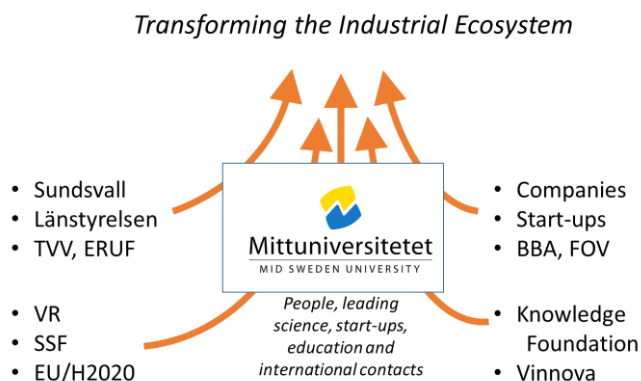 Transforming the Industrial Ecosystem
• Sundsvall
• Länstyrelsen
• TVV, ERUF
• VR
• SSF
• EU/H2020
Mittuniversitetet
MID SWEDEN UNIVERSITY
People, leading
science, start-ups,
education and
international contacts
• Companies
• Start-ups
• BBA, FOV
• Knowledge
Foundation
• Vinnova